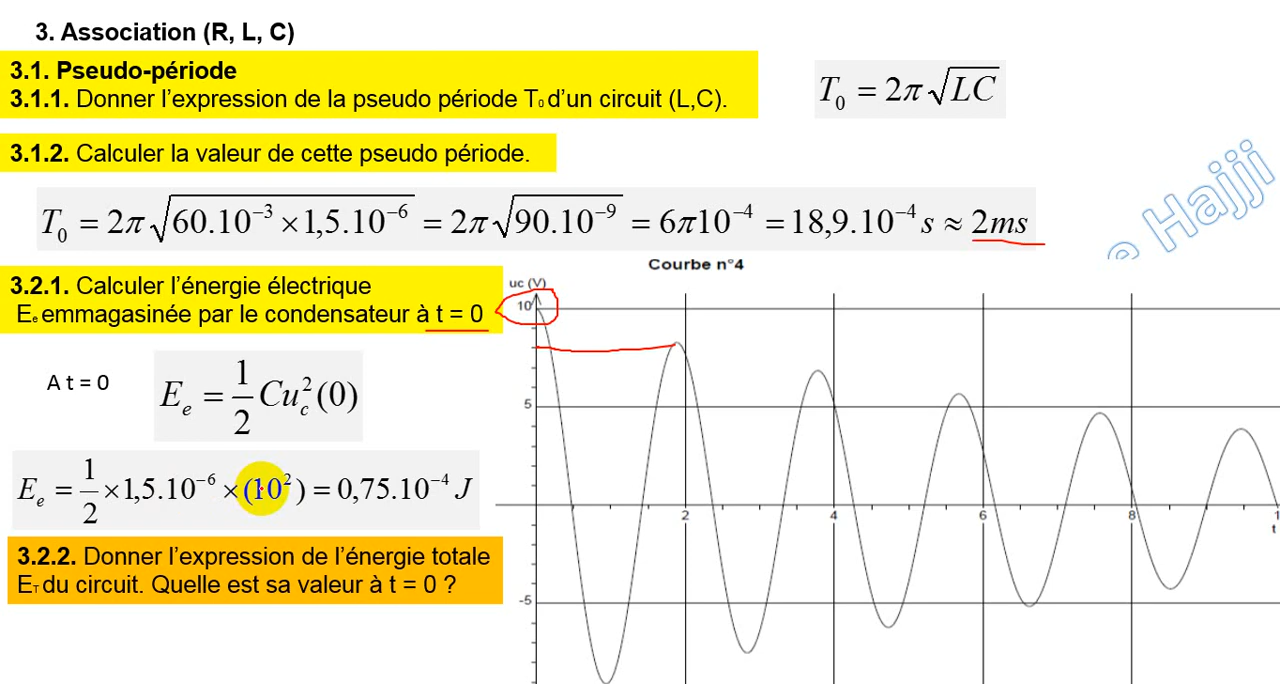 3. Association (R, L, C)
3.1. Pseudo-période
3.1.1. Donner l'expression de la pseudo période T₀ d'un circuit (L,C).
T₀ = 2π√LC
3.1.2. Calculer la valeur de cette pseudo période.
T₀ = 2π√60.10⁻³ × 1,5.10⁻⁶ = 2π√90.10⁻⁹ = 6π10⁻⁴ = 18,9.10⁻⁴ s ≈ 2ms
e Hajji
3.2.1. Calculer l'énergie électrique
Eₑ emmagasinée par le condensateur à t = 0
A t = 0
Eₑ = 1/2 Cu_c²(0)
Eₑ = 1/2 × 1,5.10⁻⁶ × (10²) = 0,75.10⁻⁴ J
3.2.2. Donner l'expression de l'énergie totale
E_T du circuit. Quelle est sa valeur à t = 0 ?
Courbe n°4
uc (V)
10
5
2 4 6 8 1
t
-5